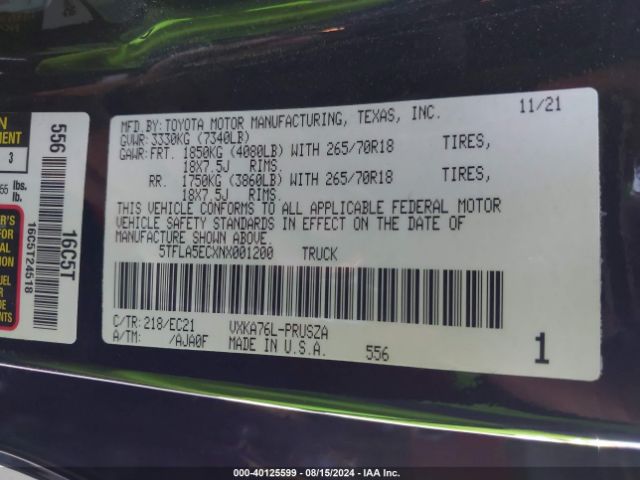 MFD.BY: TOYOTA MOTOR MANUFACTURING, TEXAS, INC. 11/21
GVWR: 3330KG (7340LB)
GAWR: FRT. 1850KG (4080LB) WITH 265/70R18 TIRES,
18X7.5J RIMS.
RR. 1750KG (3860LB) WITH 265/70R18 TIRES,
18X7.5J RIMS.
THIS VEHICLE CONFORMS TO ALL APPLICABLE FEDERAL MOTOR
VEHICLE SAFETY STANDARDS IN EFFECT ON THE DATE OF
MANUFACTURE SHOWN ABOVE.
5TFLA5ECXNX001200 TRUCK
C/TR: 218/EC21 VXKA76L-PRUSZA
A/TM: /AJA0F MADE IN U.S.A. 556 1
3
lbs.
lb.
556
16C5T
16C5T24518
000-40125599 - 08/15/2024 - IAA Inc.